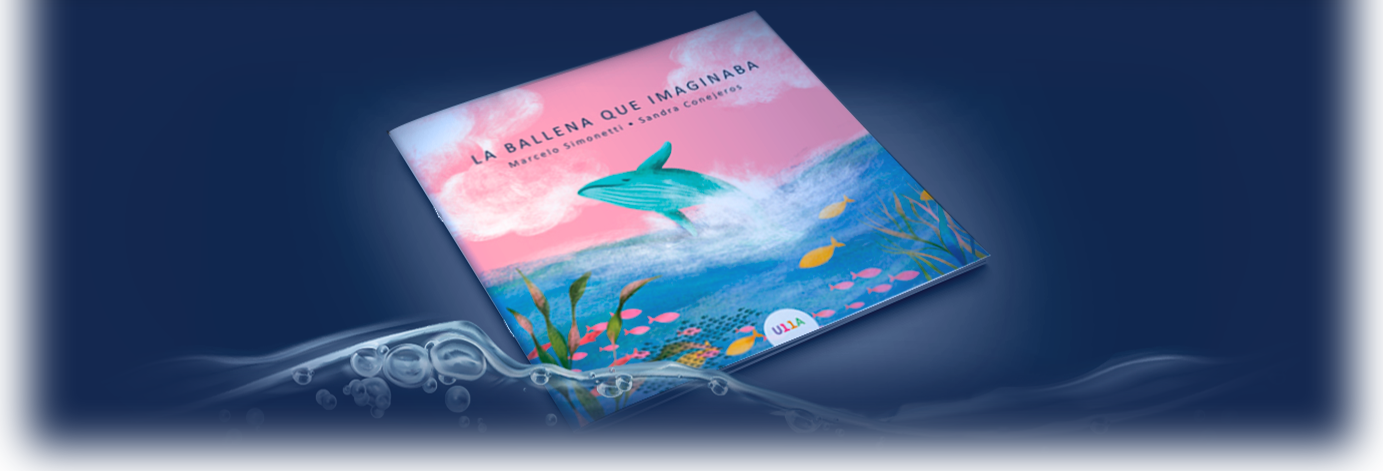 LA BALLENA QUE IMAGINABA
Marcelo Simonetti • Sandra Conejeros
U11A